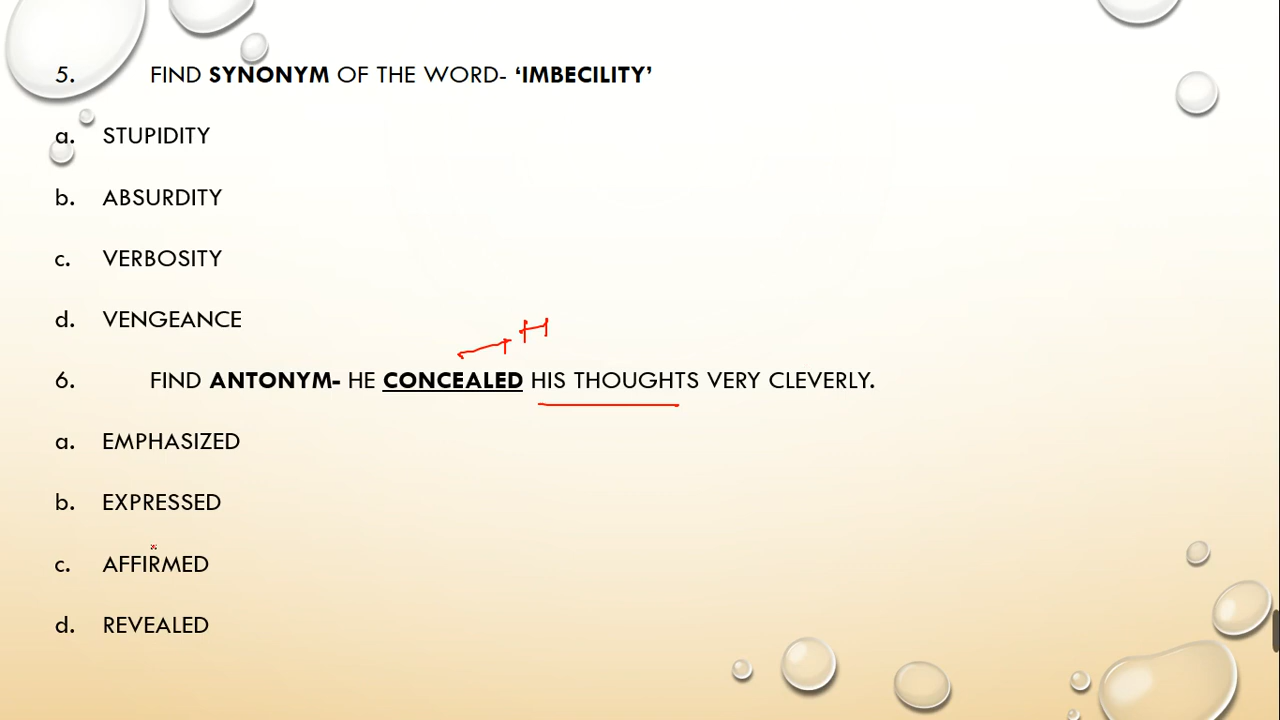 5. FIND SYNONYM OF THE WORD- ‘IMBECILITY’
a. STUPIDITY
b. ABSURDITY
c. VERBOSITY
d. VENGEANCE
6. FIND ANTONYM- HE CONCEALED HIS THOUGHTS VERY CLEVERLY.
a. EMPHASIZED
b. EXPRESSED
c. AFFIRMED
d. REVEALED